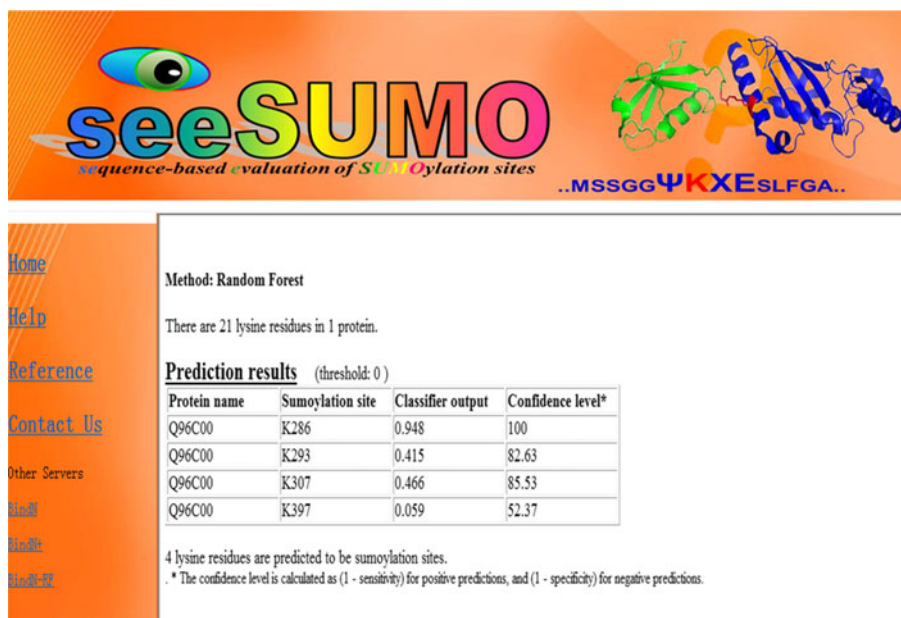 seeSUMO
sequence-based evaluation of SUMOylation sites
..MSSGGΨKXESLFGA..
Home
Help
Reference
Contact Us
Other Servers
BindN
BindN+
BindN-RF
Method: Random Forest
There are 21 lysine residues in 1 protein.
Prediction results (threshold: 0 )
Protein name Sumoylation site Classifier output Confidence level*
Q96C00 K286 0.948 100
Q96C00 K293 0.415 82.63
Q96C00 K307 0.466 85.53
Q96C00 K397 0.059 52.37
4 lysine residues are predicted to be sumoylation sites.
. * The confidence level is calculated as (1 - sensitivity) for positive predictions, and (1 - specificity) for negative predictions.